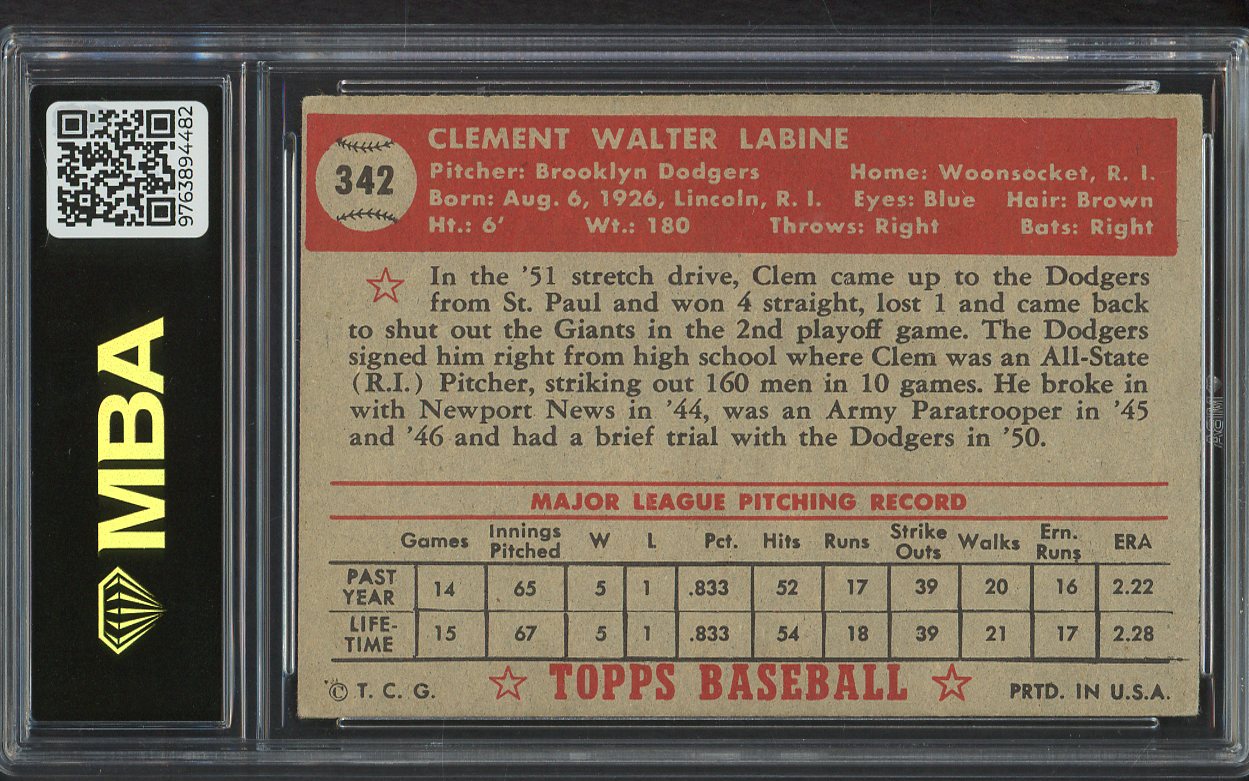 9763894482
MBA
342
CLEMENT WALTER LABINE
Pitcher: Brooklyn Dodgers Home: Woonsocket, R. I.
Born: Aug. 6, 1926, Lincoln, R. I. Eyes: Blue Hair: Brown
Ht.: 6' Wt.: 180 Throws: Right Bats: Right
In the '51 stretch drive, Clem came up to the Dodgers
from St. Paul and won 4 straight, lost 1 and came back
to shut out the Giants in the 2nd playoff game. The Dodgers
signed him right from high school where Clem was an All-State
(R.I.) Pitcher, striking out 160 men in 10 games. He broke in
with Newport News in '44, was an Army Paratrooper in '45
and '46 and had a brief trial with the Dodgers in '50.
MAJOR LEAGUE PITCHING RECORD
Games Innings Pitched W L Pct. Hits Runs Strike Outs Walks Ern. Runs ERA
PAST YEAR 14 65 5 1 .833 52 17 39 20 16 2.22
LIFE-TIME 15 67 5 1 .833 54 18 39 21 17 2.28
© T. C. G. TOPPS BASEBALL PRTD. IN U.S.A.